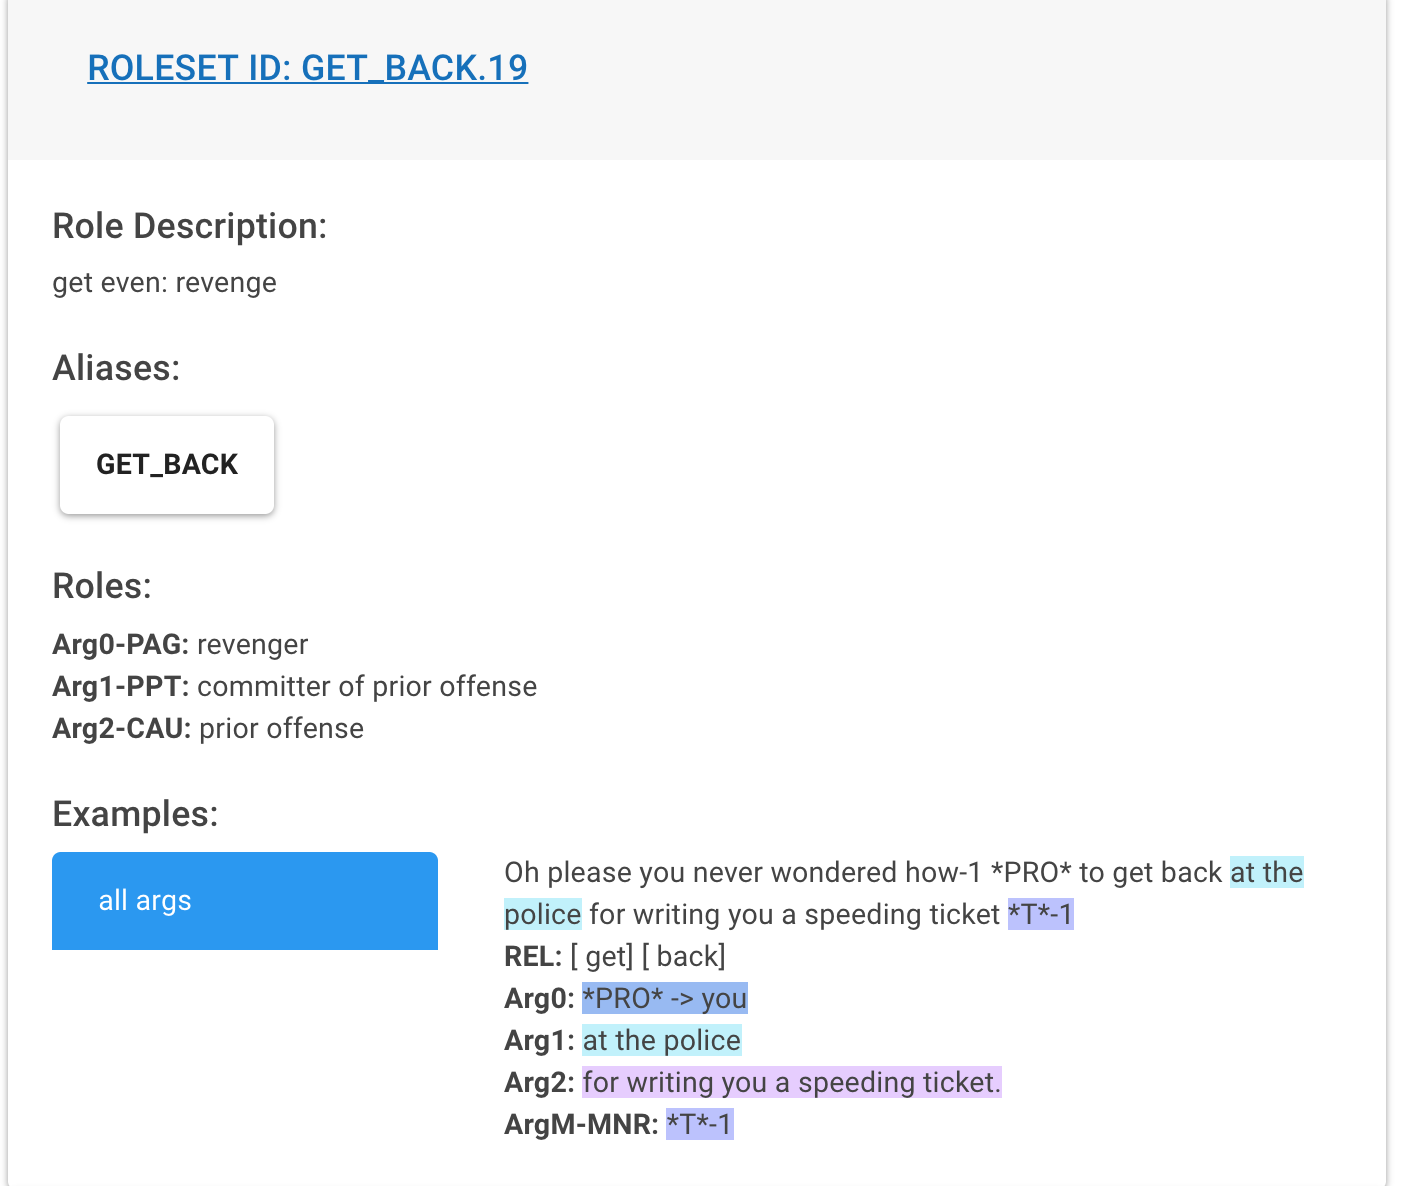 ROLESET ID: GET_BACK.19
Role Description:
get even: revenge
Aliases:
GET_BACK
Roles:
Arg0-PAG: revenger
Arg1-PPT: committer of prior offense
Arg2-CAU: prior offense
Examples:
all args
Oh please you never wondered how-1 *PRO* to get back at the
police for writing you a speeding ticket *T*-1
REL: [ get] [ back]
Arg0: *PRO* -> you
Arg1: at the police
Arg2: for writing you a speeding ticket.
ArgM-MNR: *T*-1